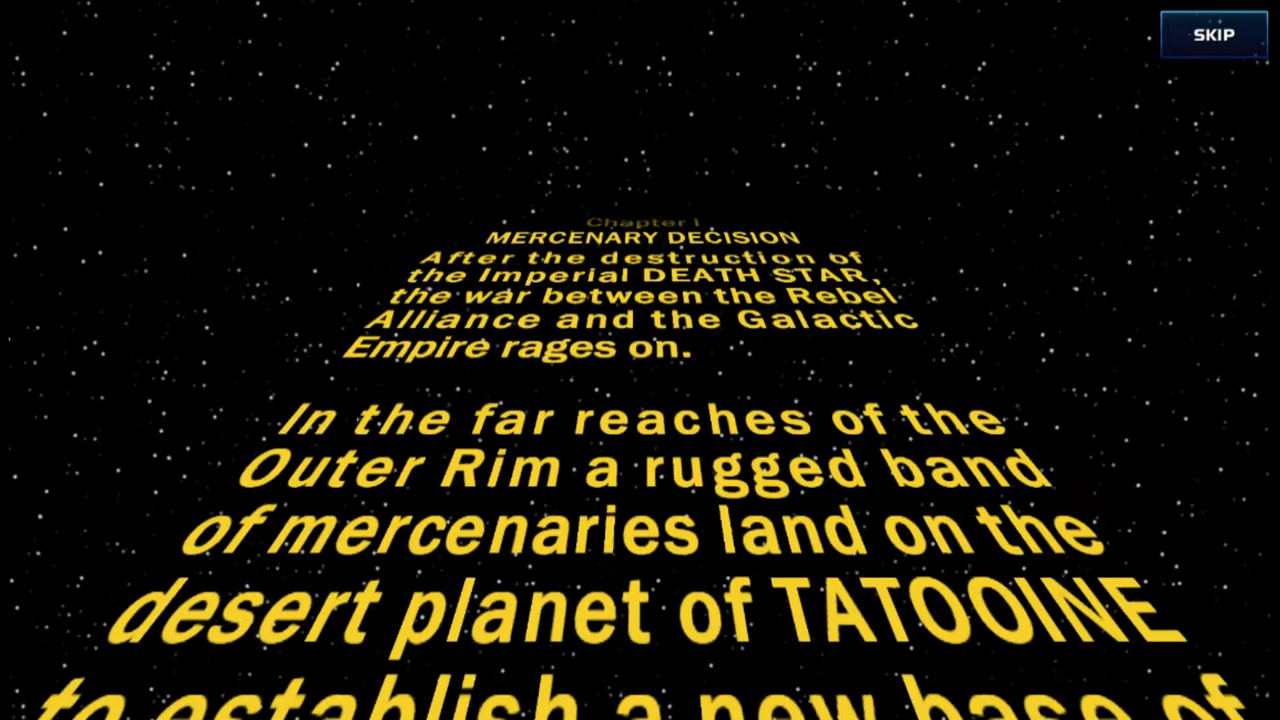 SKIP
Chapter I
MERCENARY DECISION
After the destruction of
the Imperial DEATH STAR,
the war between the Rebel
Alliance and the Galactic
Empire rages on.
In the far reaches of the
Outer Rim a rugged band
of mercenaries land on the
desert planet of TATOOINE
to establish a new base of